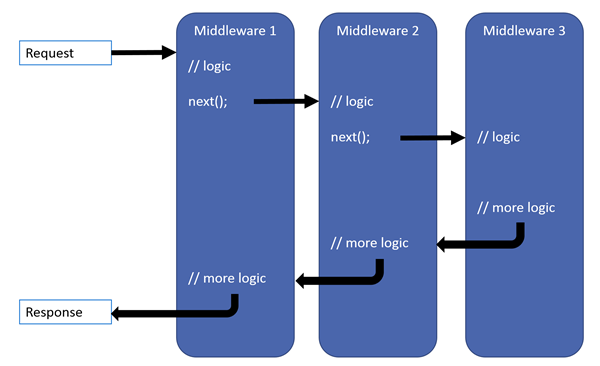 Middleware 1
Middleware 2
Middleware 3
Request
// logic
next();
// logic
next();
// logic
// more logic
// more logic
// more logic
Response